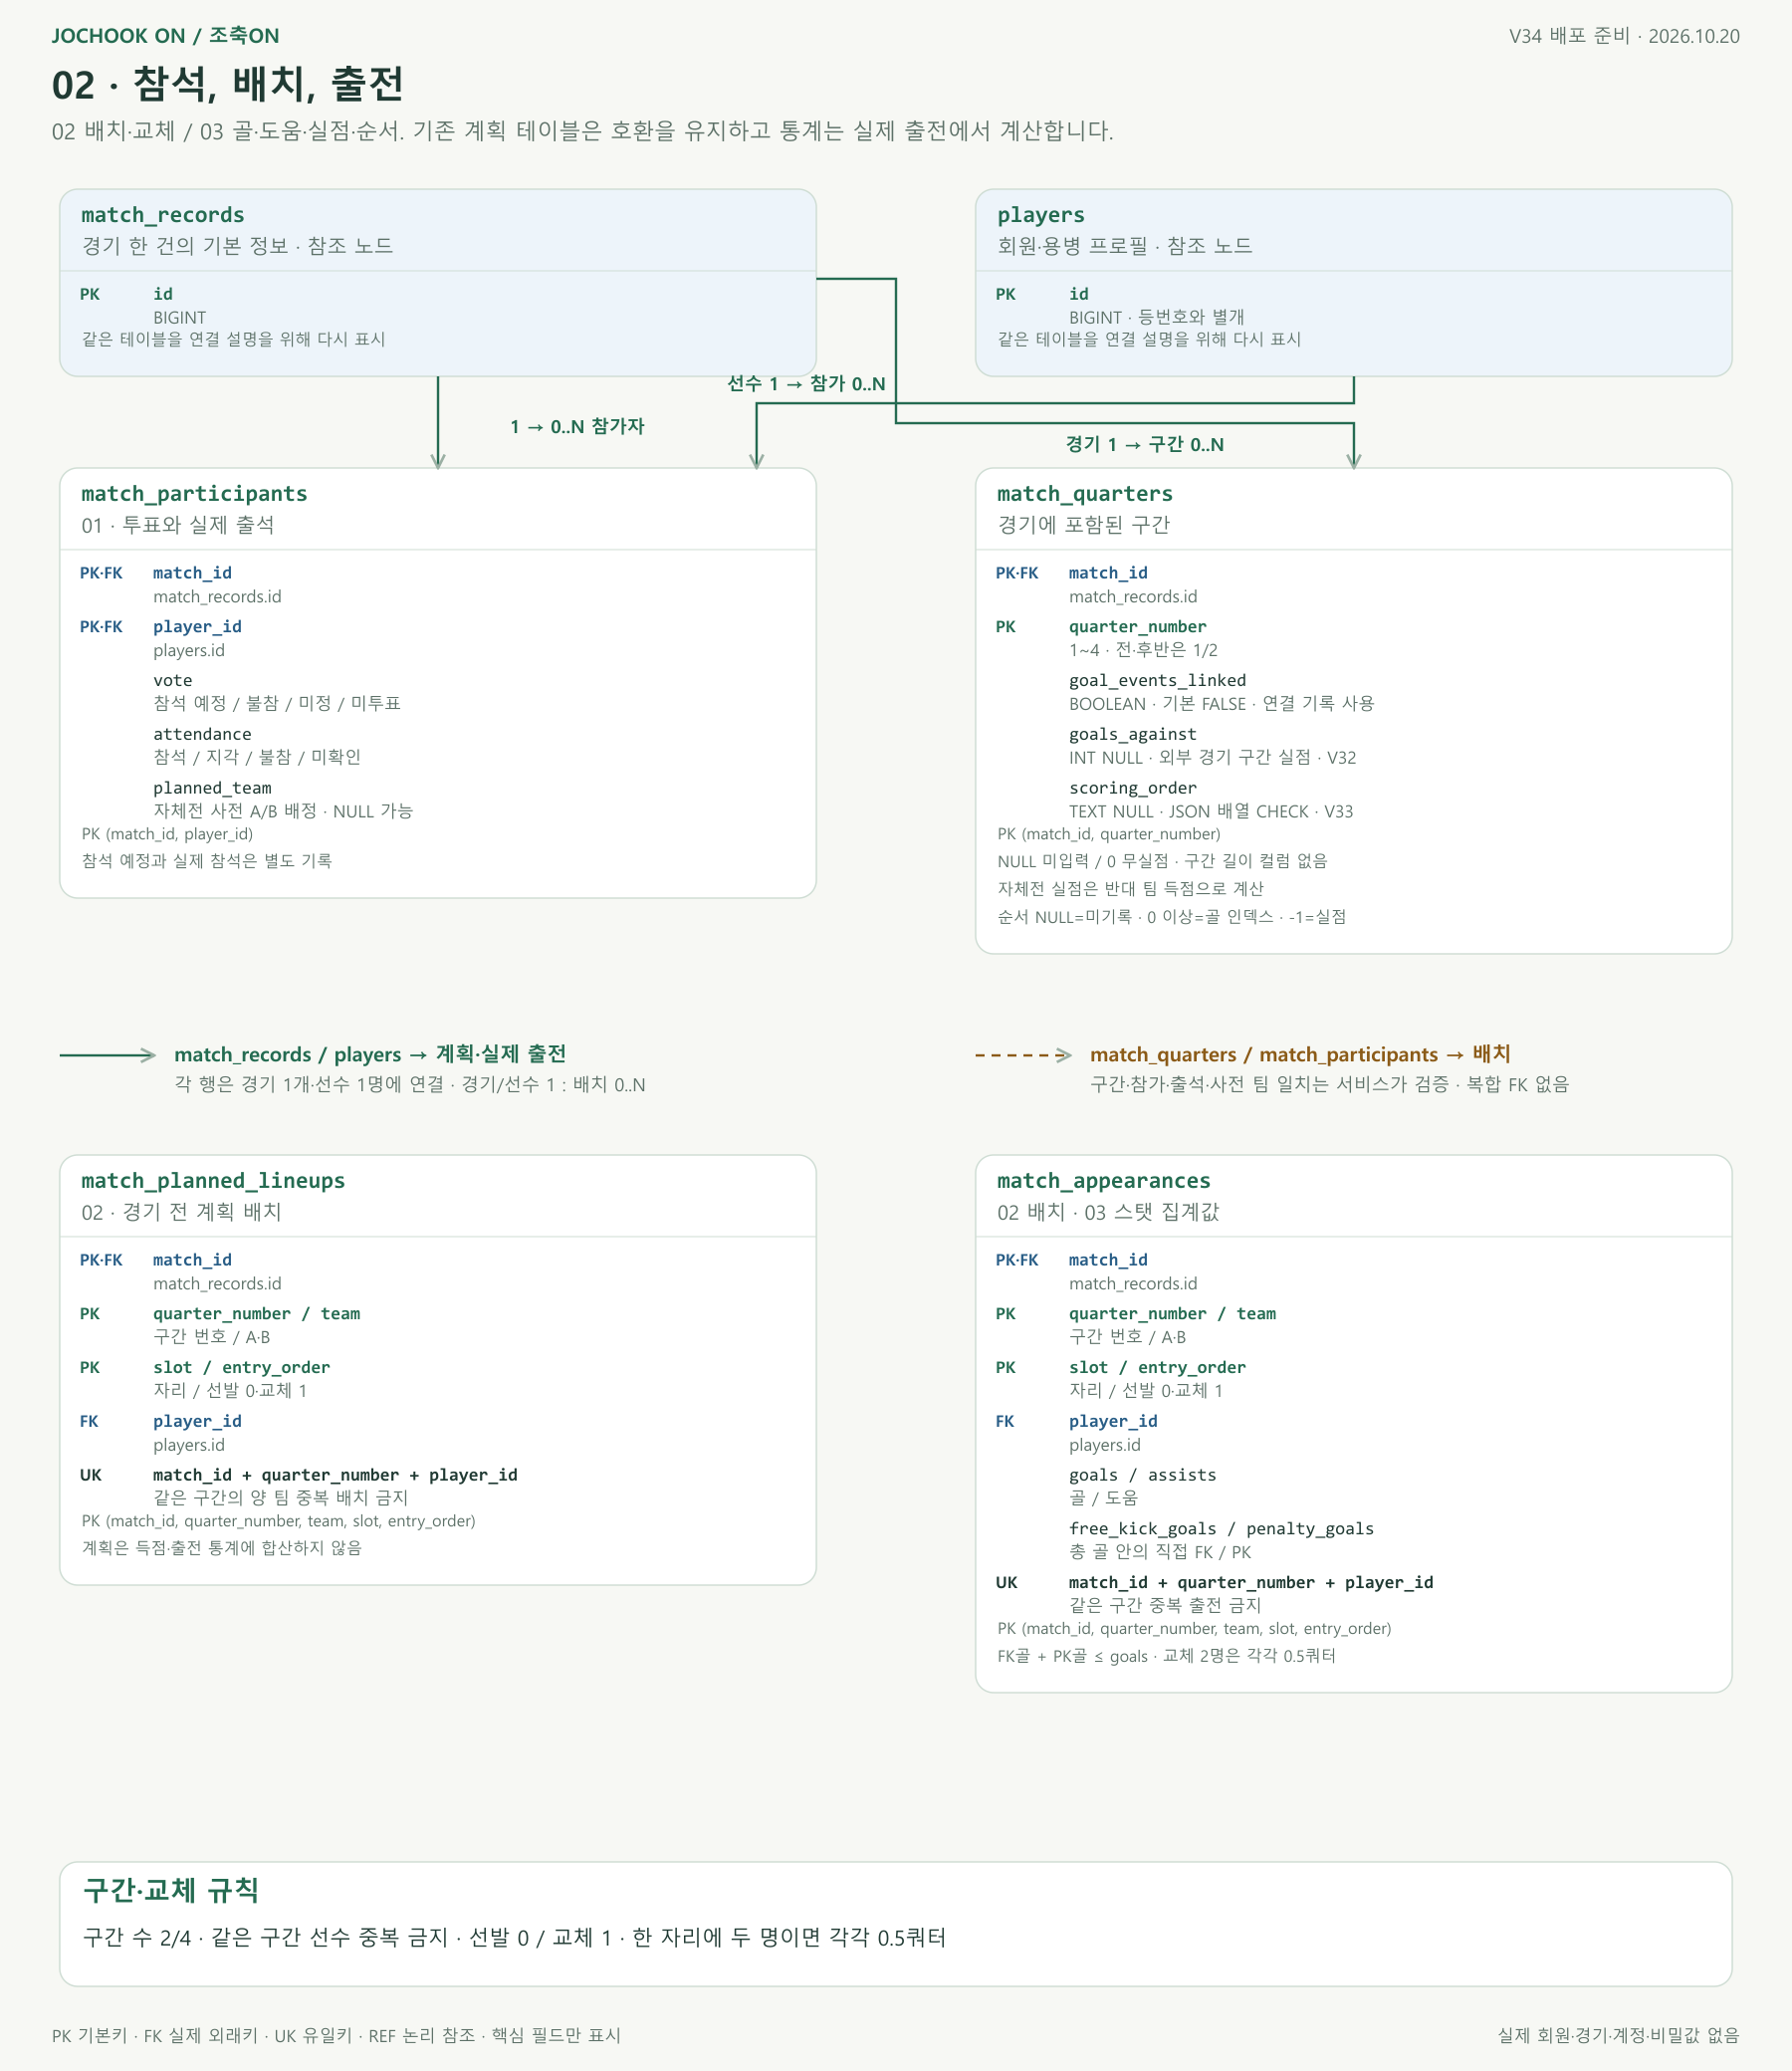 JOCHOOK ON / 조축ON
V34 배포 준비 · 2026.10.20
02 · 참석, 배치, 출전
02 배치·교체 / 03 골·도움·실점·순서. 기존 계획 테이블은 호환을 유지하고 통계는 실제 출전에서 계산합니다.
match_records
경기 한 건의 기본 정보 · 참조 노드
PK id
BIGINT
같은 테이블을 연결 설명을 위해 다시 표시
players
회원·용병 프로필 · 참조 노드
PK id
BIGINT · 등번호와 별개
같은 테이블을 연결 설명을 위해 다시 표시
선수 1 → 참가 0..N
1 → 0..N 참가자
경기 1 → 구간 0..N
match_participants
01 · 투표와 실제 출석
PK·FK match_id
match_records.id
PK·FK player_id
players.id
vote
참석 예정 / 불참 / 미정 / 미투표
attendance
참석 / 지각 / 불참 / 미확인
planned_team
자체전 사전 A/B 배정 · NULL 가능
PK (match_id, player_id)
참석 예정과 실제 참석은 별도 기록
match_quarters
경기에 포함된 구간
PK·FK match_id
match_records.id
PK quarter_number
1~4 · 전·후반은 1/2
goal_events_linked
BOOLEAN · 기본 FALSE · 연결 기록 사용
goals_against
INT NULL · 외부 경기 구간 실점 · V32
scoring_order
TEXT NULL · JSON 배열 CHECK · V33
PK (match_id, quarter_number)
NULL 미입력 / 0 무실점 · 구간 길이 컬럼 없음
자체전 실점은 반대 팀 득점으로 계산
순서 NULL=미기록 · 0 이상=골 인덱스 · -1=실점
match_records / players → 계획·실제 출전
각 행은 경기 1개·선수 1명에 연결 · 경기/선수 1 : 배치 0..N
match_quarters / match_participants → 배치
구간·참가·출석·사전 팀 일치는 서비스가 검증 · 복합 FK 없음
match_planned_lineups
02 · 경기 전 계획 배치
PK·FK match_id
match_records.id
PK quarter_number / team
구간 번호 / A·B
PK slot / entry_order
자리 / 선발 0·교체 1
FK player_id
players.id
UK match_id + quarter_number + player_id
같은 구간의 양 팀 중복 배치 금지
PK (match_id, quarter_number, team, slot, entry_order)
계획은 득점·출전 통계에 합산하지 않음
match_appearances
02 배치 · 03 스탯 집계값
PK·FK match_id
match_records.id
PK quarter_number / team
구간 번호 / A·B
PK slot / entry_order
자리 / 선발 0·교체 1
FK player_id
players.id
goals / assists
골 / 도움
free_kick_goals / penalty_goals
총 골 안의 직접 FK / PK
UK match_id + quarter_number + player_id
같은 구간 중복 출전 금지
PK (match_id, quarter_number, team, slot, entry_order)
FK골 + PK골 ≤ goals · 교체 2명은 각각 0.5쿼터
구간·교체 규칙
구간 수 2/4 · 같은 구간 선수 중복 금지 · 선발 0 / 교체 1 · 한 자리에 두 명이면 각각 0.5쿼터
PK 기본키 · FK 실제 외래키 · UK 유일키 · REF 논리 참조 · 핵심 필드만 표시
실제 회원·경기·계정·비밀값 없음